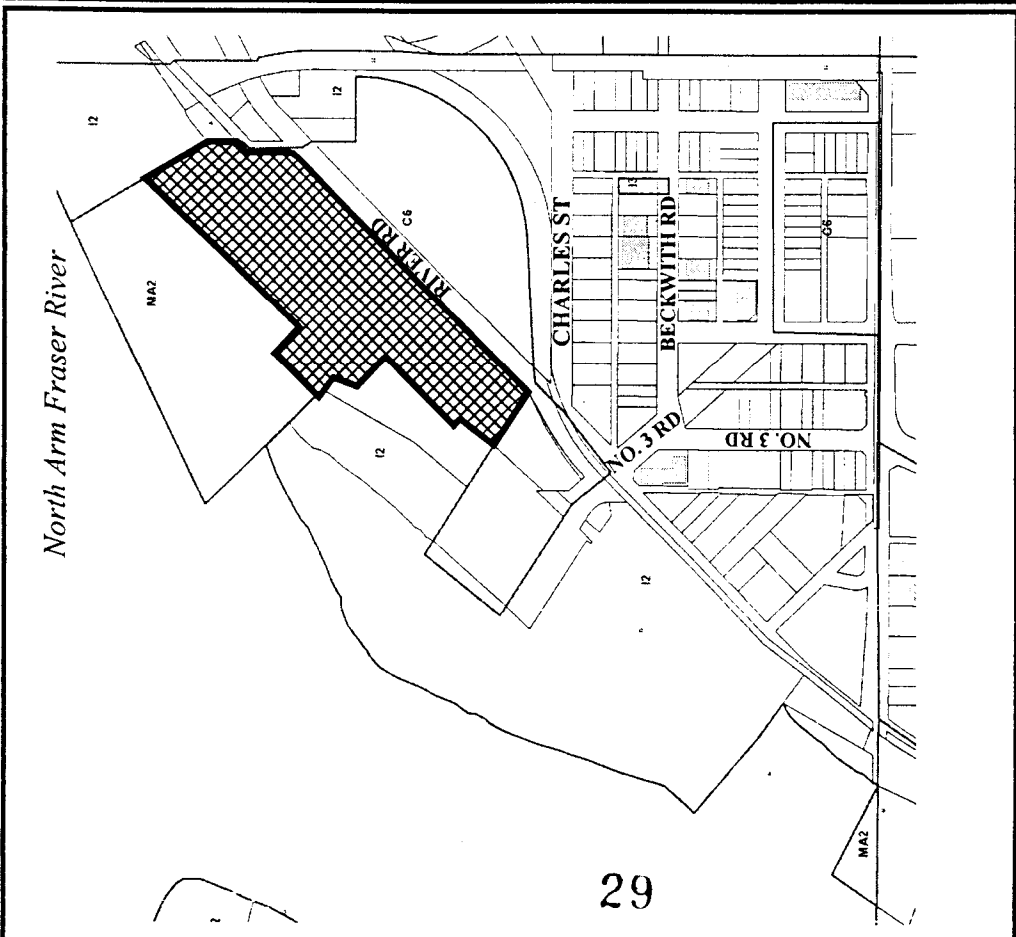 I2
I2
North Arm Fraser River
MA2
RIVER RD
C6
CHARLES ST
BECKWITH RD
C6
I2
NO. 3 RD
NO. 3 RD
I2
MA2
29